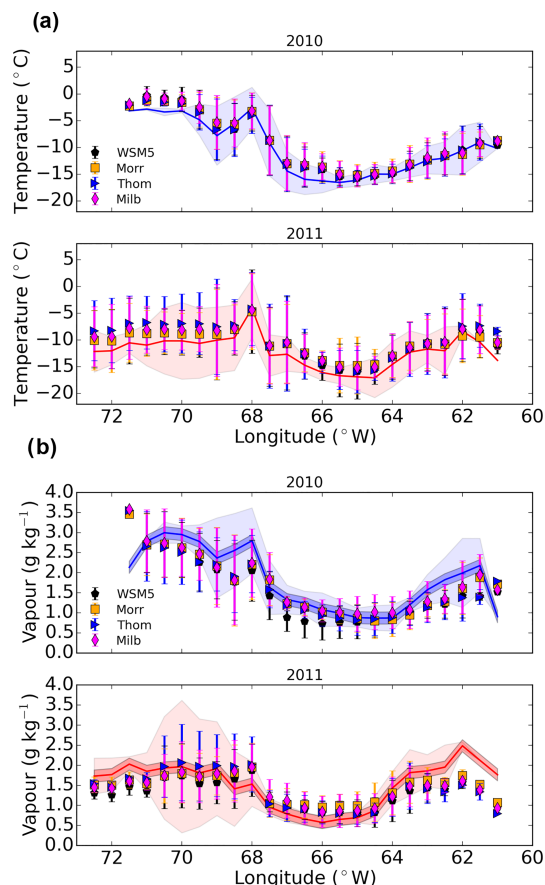 (a)
2010
Temperature (°C)
5
0
−5
−10
−15
−20
WSM5
Morr
Thom
Milb
2011
Temperature (°C)
5
0
−5
−10
−15
−20
72 70 68 66 64 62 60
Longitude (°W)
(b)
2010
Vapour (g kg⁻¹)
4.0
3.5
3.0
2.5
2.0
1.5
1.0
0.5
0.0
WSM5
Morr
Thom
Milb
2011
Vapour (g kg⁻¹)
4.0
3.5
3.0
2.5
2.0
1.5
1.0
0.5
−0.0
72 70 68 66 64 62 60
Longitude (°W)